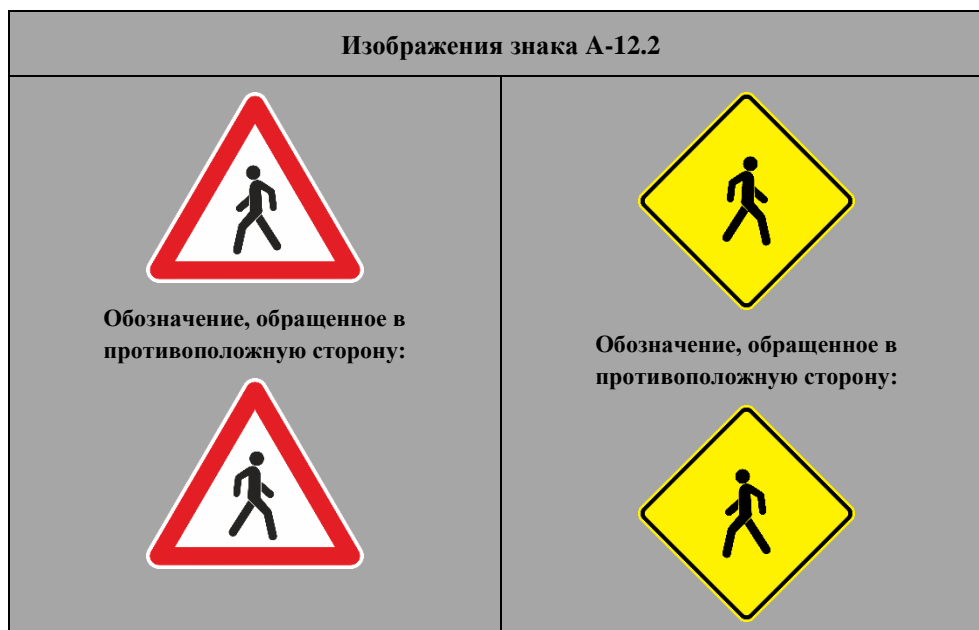 Изображения знака A-12.2
Обозначение, обращенное в
противоположную сторону:
Обозначение, обращенное в
противоположную сторону: